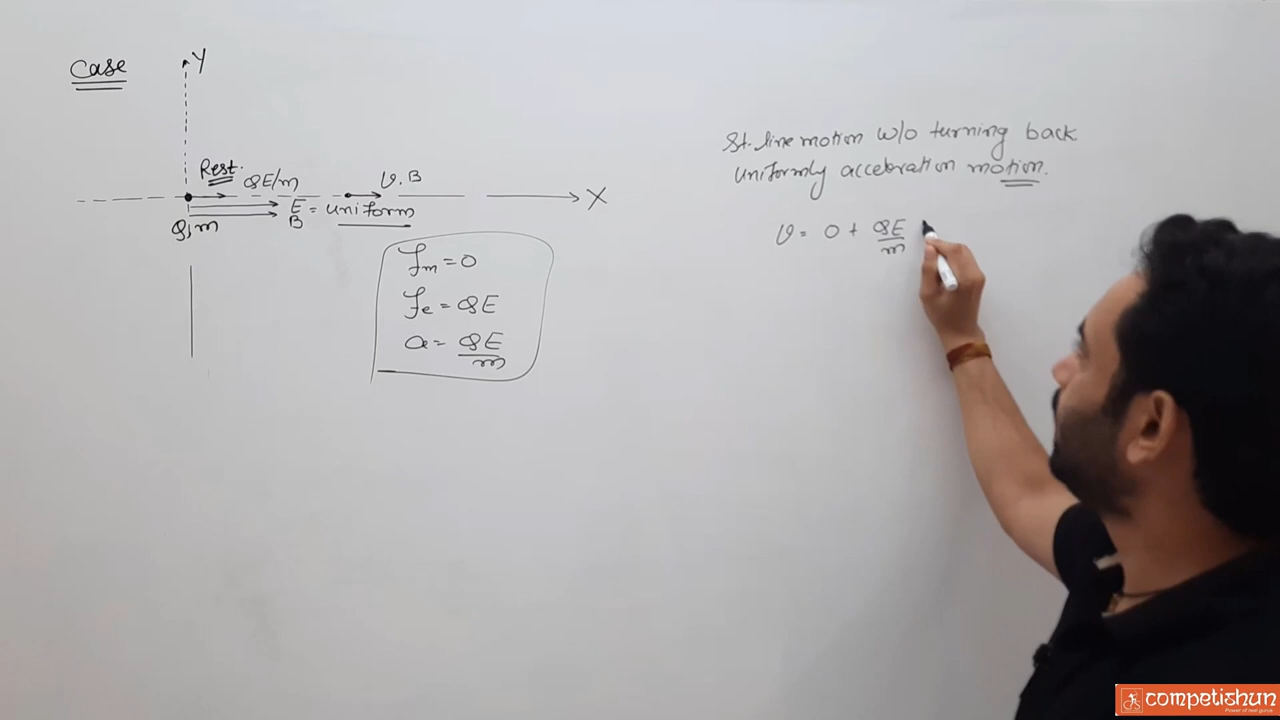 Case
Y
Rest.
qE/m
v, B
X
E
B
= uniform
q,m
fm = 0
fe = qE
a = qE/m
St. line motion w/o turning back
uniformly accelration motion.
v = 0 + qE/m
competishun